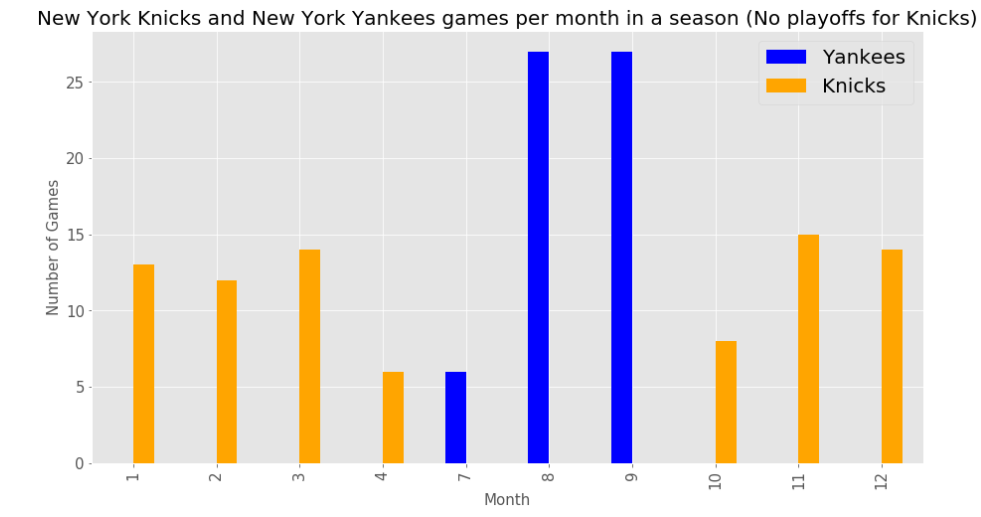 New York Knicks and New York Yankees games per month in a season (No playoffs for Knicks)
Yankees
Knicks
25
20
15
10
5
0
Number of Games
1 2 3 4 7 8 9 10 11 12
Month